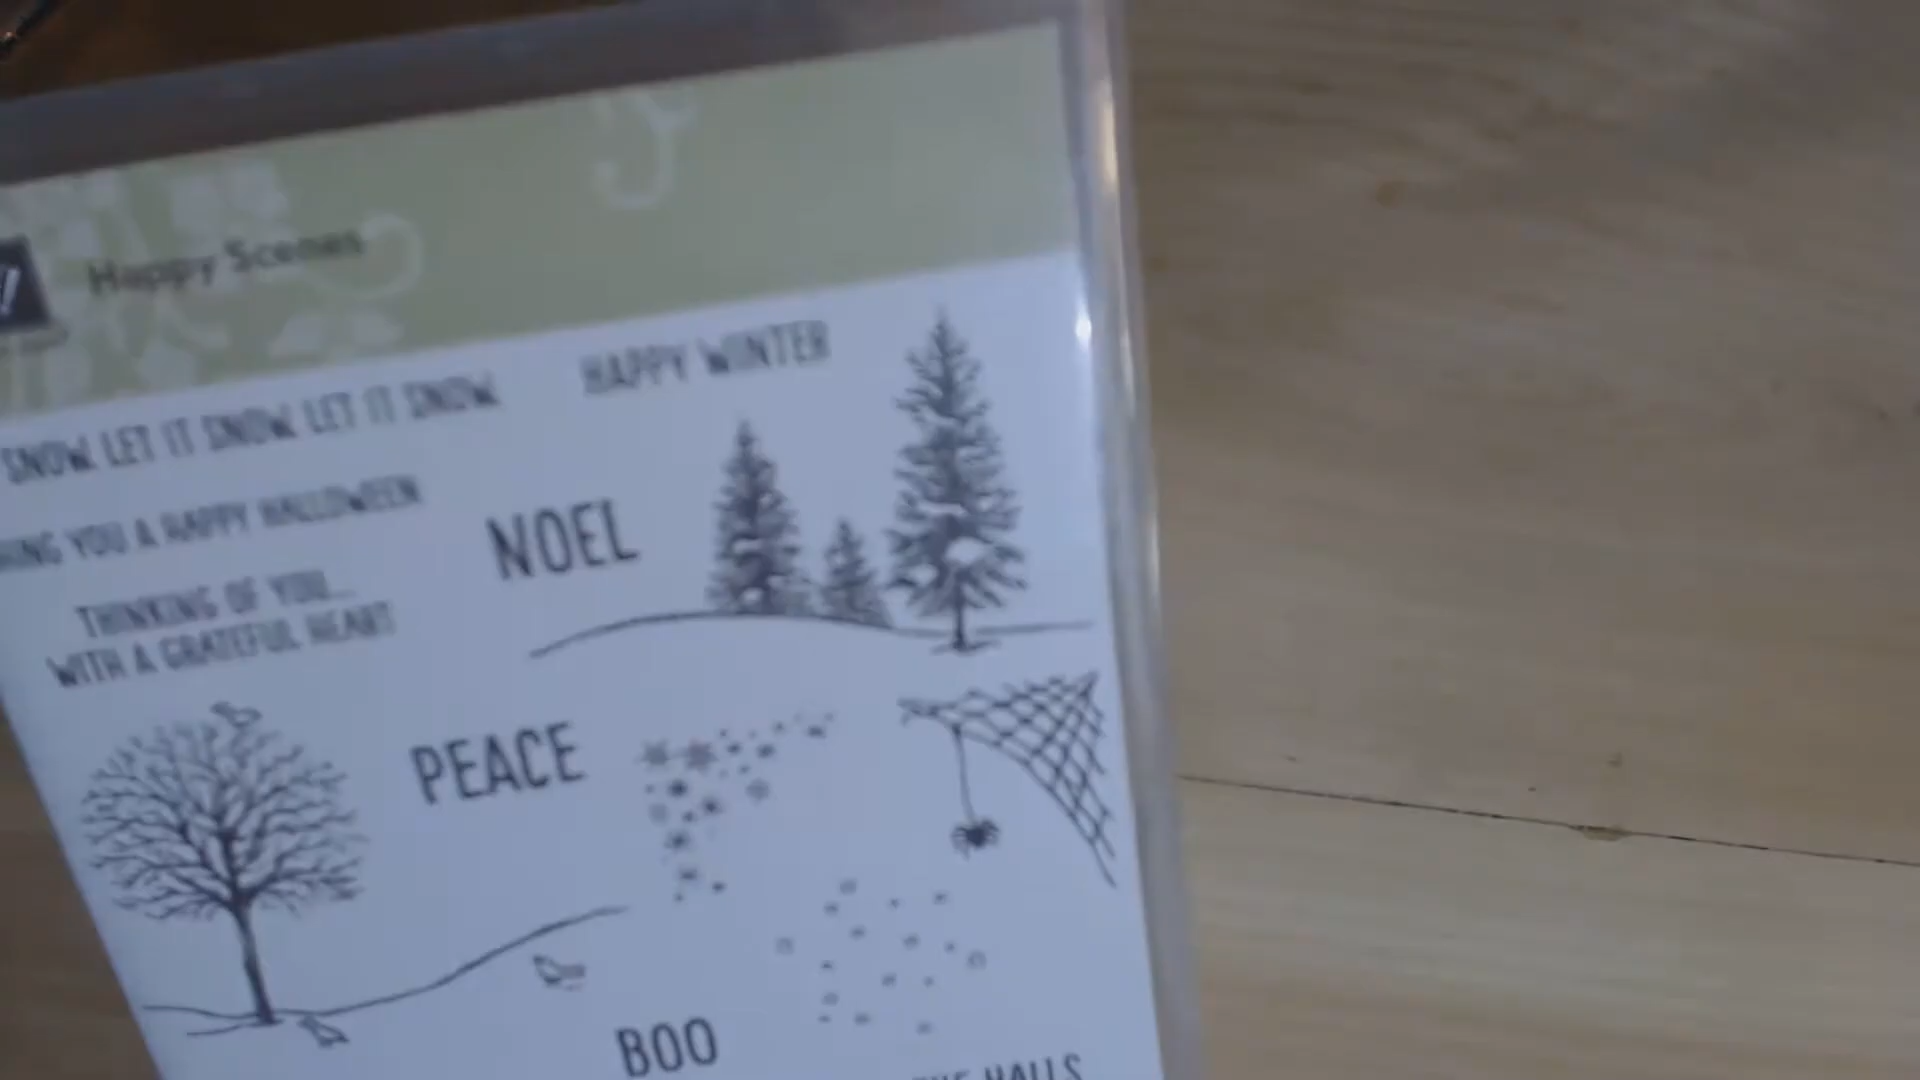 Happy Scenes
HAPPY WINTER
SNOW LET IT SNOW LET IT SNOW
YOU A HAPPY HALLOWEEN
NOEL
THINKING OF YOU...
WITH A GRATEFUL HEART
PEACE
BOO
HALLS